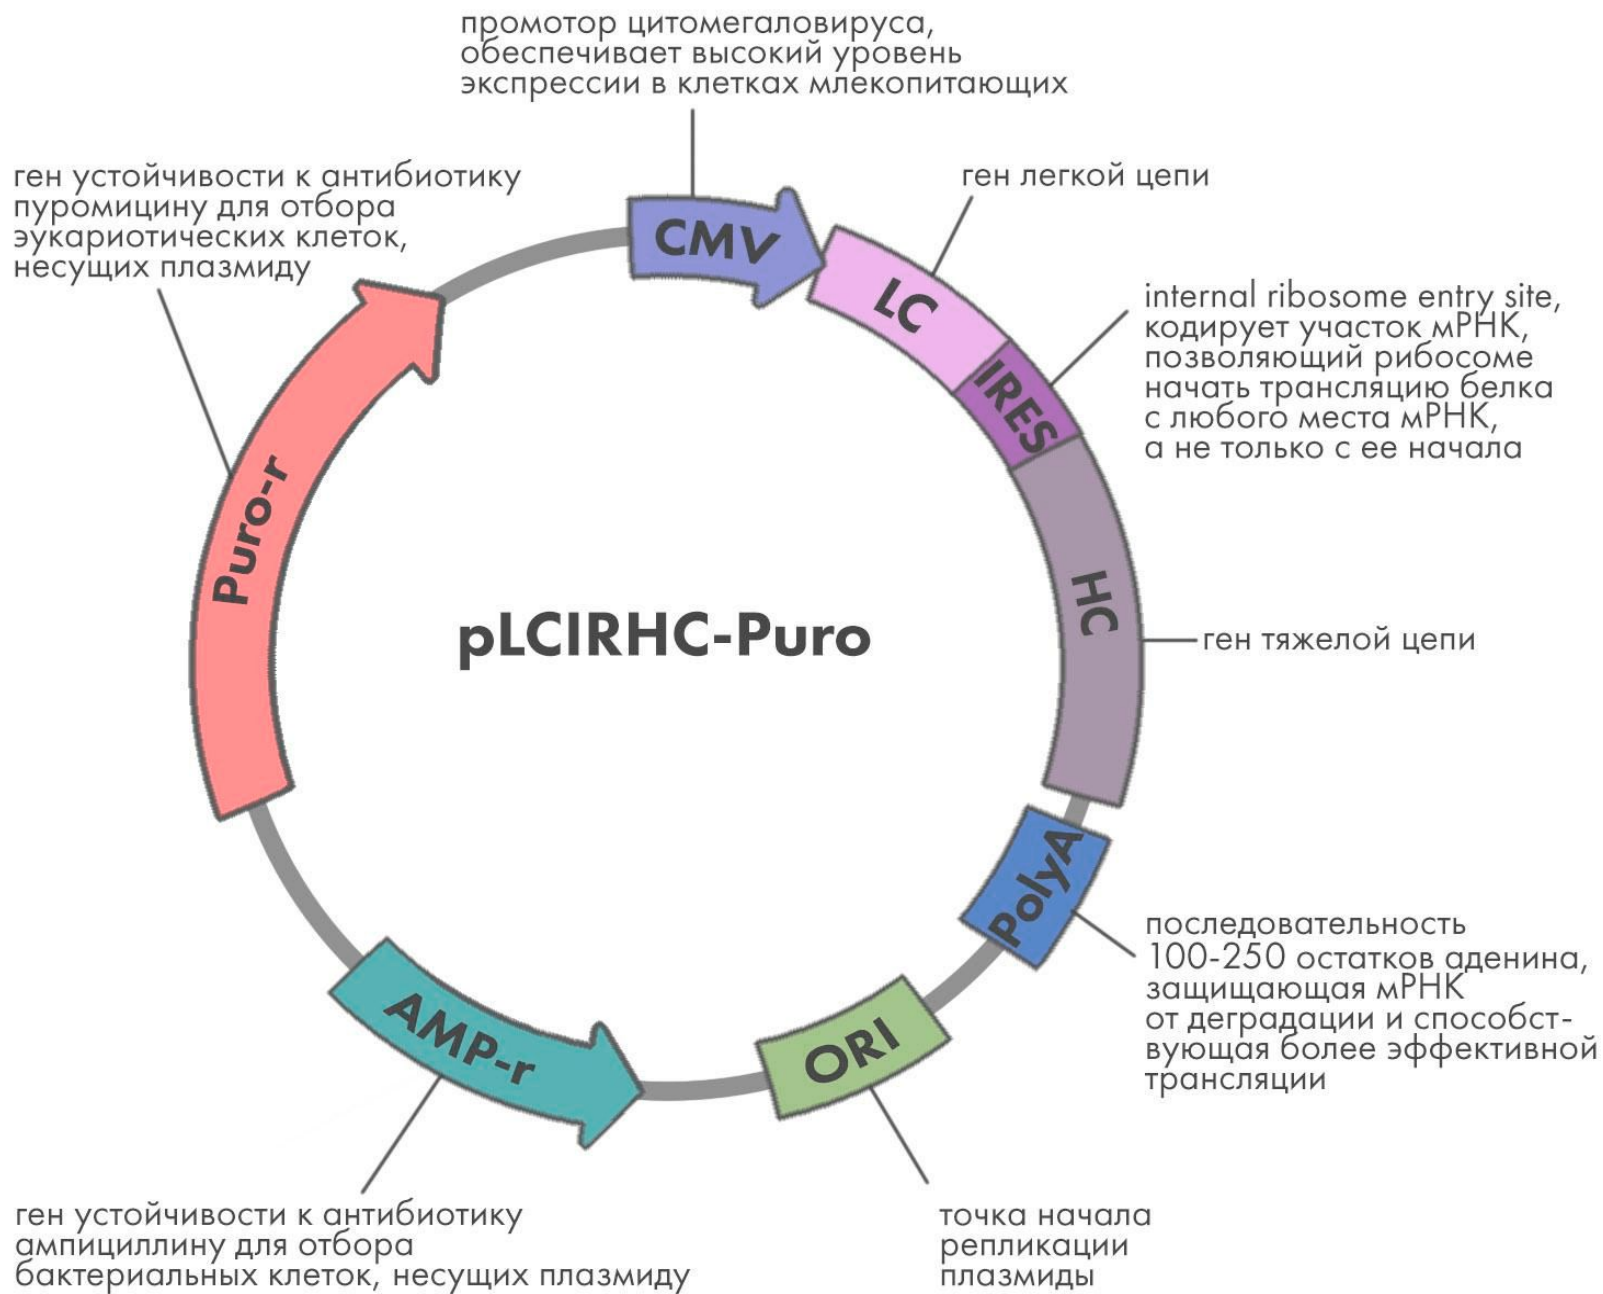 промотор цитомегаловируса,
обеспечивает высокий уровень
экспрессии в клетках млекопитающих
ген устойчивости к антибиотику
пуромицину для отбора
эукариотических клеток,
несущих плазмиду
CMV
ген легкой цепи
LC
internal ribosome entry site,
кодирует участок мРНК,
позволяющий рибосоме
начать трансляцию белка
с любого места мРНК,
а не только с ее начала
IRES
Puro-r
HC
pLCIRHC-Puro
ген тяжелой цепи
PolyA
последовательность
100-250 остатков аденина,
защищающая мРНК
от деградации и способст-
вующая более эффективной
трансляции
AMP-r
ORI
ген устойчивости к антибиотику
ампициллину для отбора
бактериальных клеток, несущих плазмиду
точка начала
репликации
плазмиды